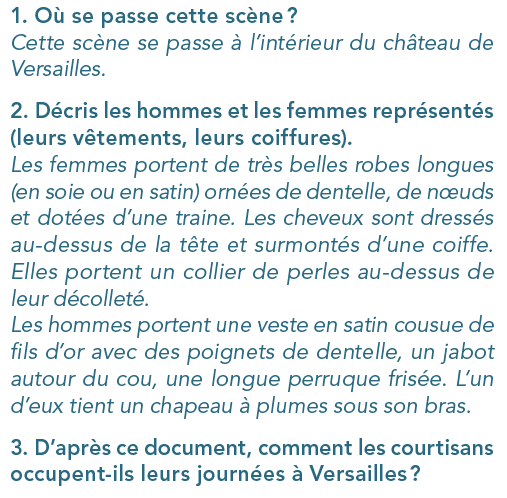 1. Où se passe cette scène ?
Cette scène se passe à l’intérieur du château de
Versailles.
2. Décris les hommes et les femmes représentés
(leurs vêtements, leurs coiffures).
Les femmes portent de très belles robes longues
(en soie ou en satin) ornées de dentelle, de nœuds
et dotées d’une traine. Les cheveux sont dressés
au-dessus de la tête et surmontés d’une coiffe.
Elles portent un collier de perles au-dessus de
leur décolleté.
Les hommes portent une veste en satin cousue de
fils d’or avec des poignets de dentelle, un jabot
autour du cou, une longue perruque frisée. L’un
d’eux tient un chapeau à plumes sous son bras.
3. D’après ce document, comment les courtisans
occupent-ils leurs journées à Versailles ?